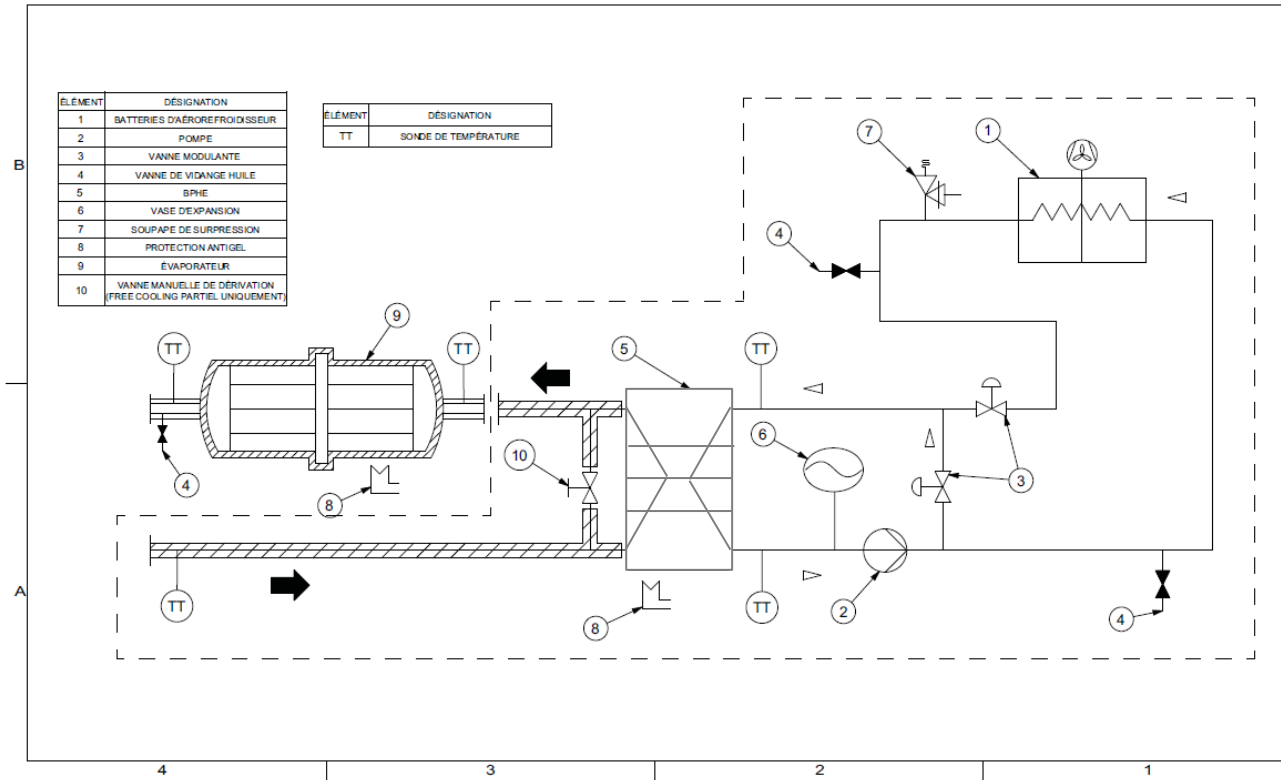 ÉLÉMENT DÉSIGNATION
1 BATTERIES D'AÉROREFROIDISSEUR
2 POMPE
3 VANNE MODULANTE
4 VANNE DE VIDANGE HUILE
5 BPHE
6 VASE D'EXPANSION
7 SOUPAPE DE SURPRESSION
8 PROTECTION ANTIGEL
9 ÉVAPORATEUR
10 VANNE MANUELLE DE DÉRIVATION
(FREE COOLING PARTIEL UNIQUEMENT)
ÉLÉMENT DÉSIGNATION
TT SONDE DE TEMPÉRATURE
B
7
1
4
9
TT
TT
5
TT
6
10
3
4
8
A
TT
8
TT
2
4
4
3
2
1